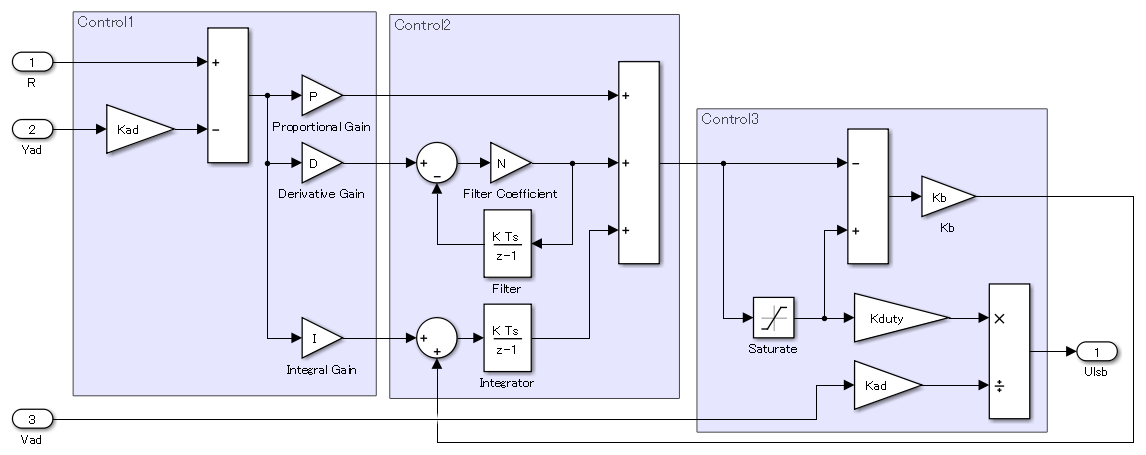 Control1
Control2
Control3
1
R
2
Yad
Kad
+
−
P
Proportional Gain
D
Derivative Gain
I
Integral Gain
3
Vad
+
−
N
Filter Coefficient
K Ts
z-1
Filter
+
+
K Ts
z-1
Integrator
+
+
+
−
+
Kb
Kb
Saturate
Kduty
Kad
×
÷
1
Ulsb